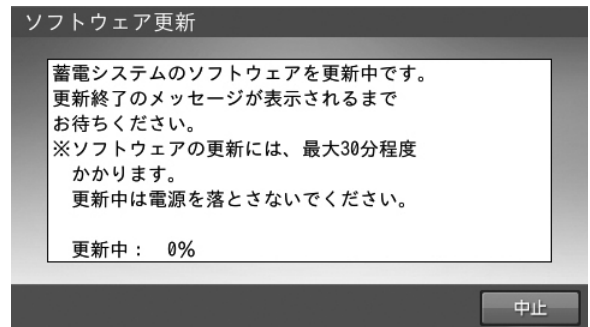 ソフトウェア更新
蓄電システムのソフトウェアを更新中です。
更新終了のメッセージが表示されるまで
お待ちください。
※ソフトウェアの更新には、最大30分程度
かかります。
更新中は電源を落とさないでください。
更新中： 0%
中止